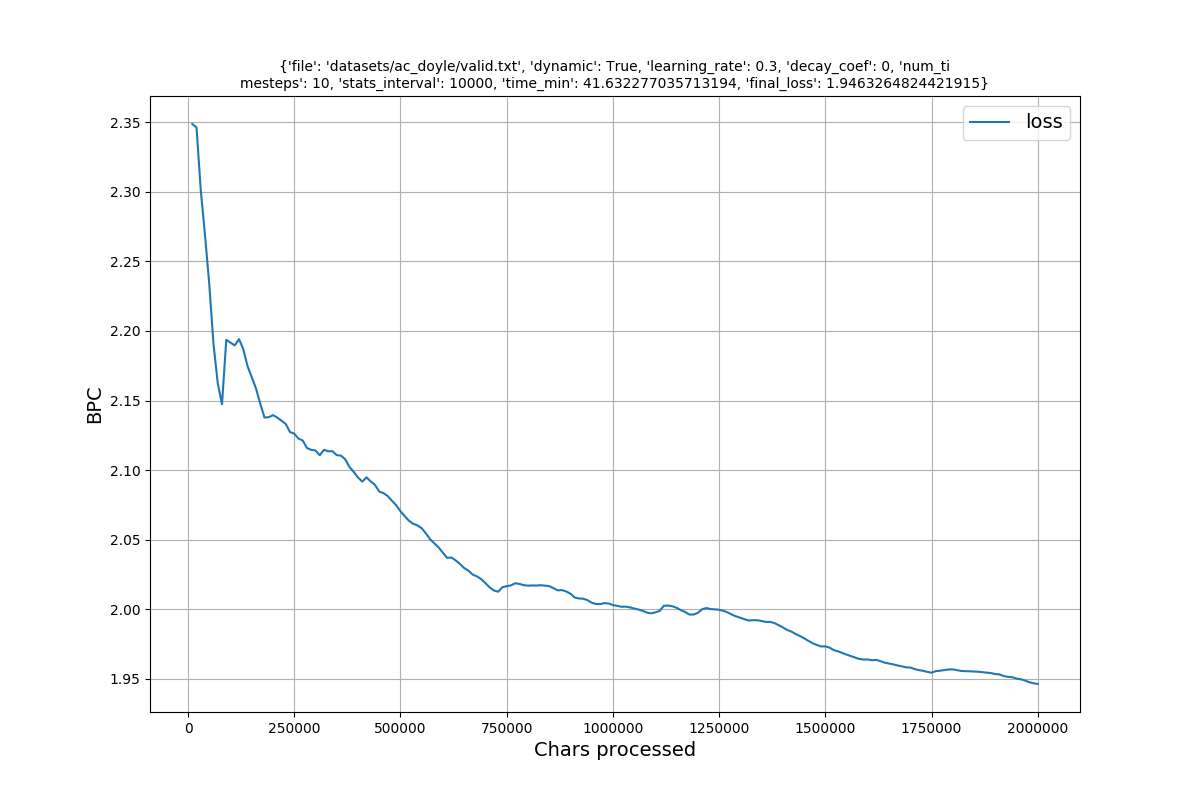 {'file': 'datasets/ac_doyle/valid.txt', 'dynamic': True, 'learning_rate': 0.3, 'decay_coef': 0, 'num_ti
mesteps': 10, 'stats_interval': 10000, 'time_min': 41.632277035713194, 'final_loss': 1.9463264824421915}
loss
2.35
2.30
2.25
2.20
2.15
2.10
2.05
2.00
1.95
BPC
0 250000 500000 750000 1000000 1250000 1500000 1750000 2000000
Chars processed